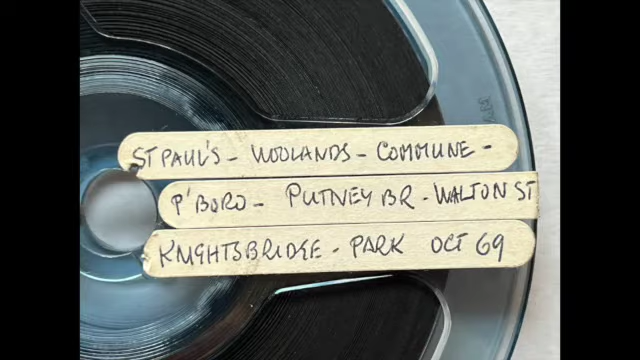 ST PAUL'S - WOOLANDS - COMMUNE -
P'BORO - PUTNEY BR - WALTON ST
KNIGHTSBRIDGE - PARK OCT 69